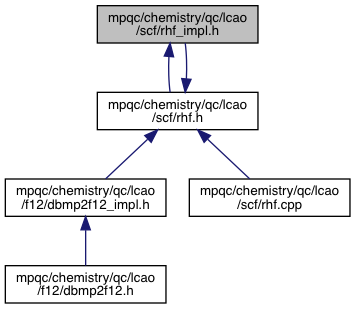 mpqc/chemistry/qc/lcao
/scf/rhf_impl.h
mpqc/chemistry/qc/lcao
/scf/rhf.h
mpqc/chemistry/qc/lcao
/f12/dbmp2f12_impl.h
mpqc/chemistry/qc/lcao
/scf/rhf.cpp
mpqc/chemistry/qc/lcao
/f12/dbmp2f12.h